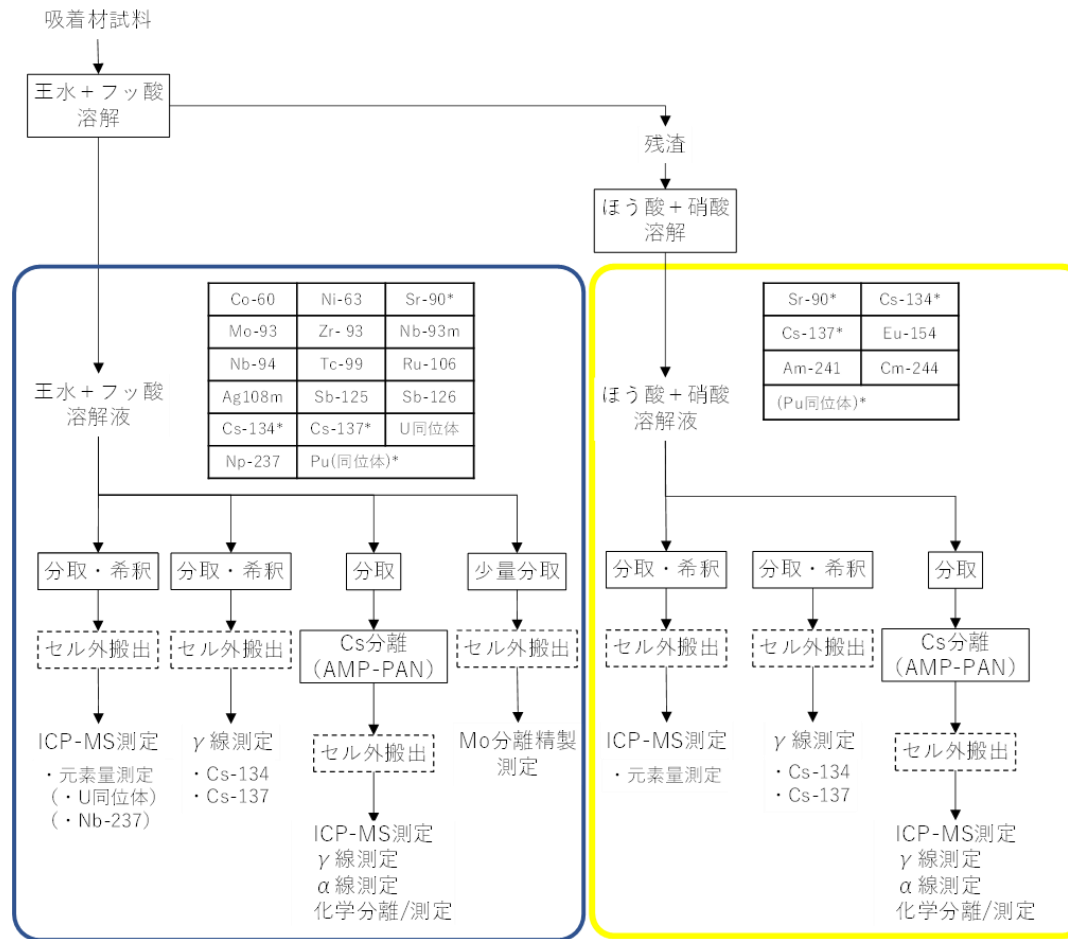 吸着材試料
王水＋フッ酸
溶解
残渣
ほう酸＋硝酸
溶解
Co-60 Ni-63 Sr-90*
Mo-93 Zr- 93 Nb-93m
Nb-94 Tc-99 Ru-106
Ag108m Sb-125 Sb-126
Cs-134* Cs-137* U同位体
Np-237 Pu(同位体)*
王水＋フッ酸
溶解液
分取・希釈
分取・希釈
分取
少量分取
セル外搬出
セル外搬出
Cs分離
(AMP-PAN)
セル外搬出
ICP-MS測定
・元素量測定
（・U同位体）
（・Nb-237）
γ線測定
・Cs-134
・Cs-137
セル外搬出
ICP-MS測定
γ線測定
α線測定
化学分離/測定
Mo分離精製
測定
Sr-90* Cs-134*
Cs-137* Eu-154
Am-241 Cm-244
(Pu同位体)*
ほう酸＋硝酸
溶解液
分取・希釈
分取・希釈
分取
セル外搬出
セル外搬出
Cs分離
(AMP-PAN)
ICP-MS測定
・元素量測定
γ線測定
・Cs-134
・Cs-137
セル外搬出
ICP-MS測定
γ線測定
α線測定
化学分離/測定